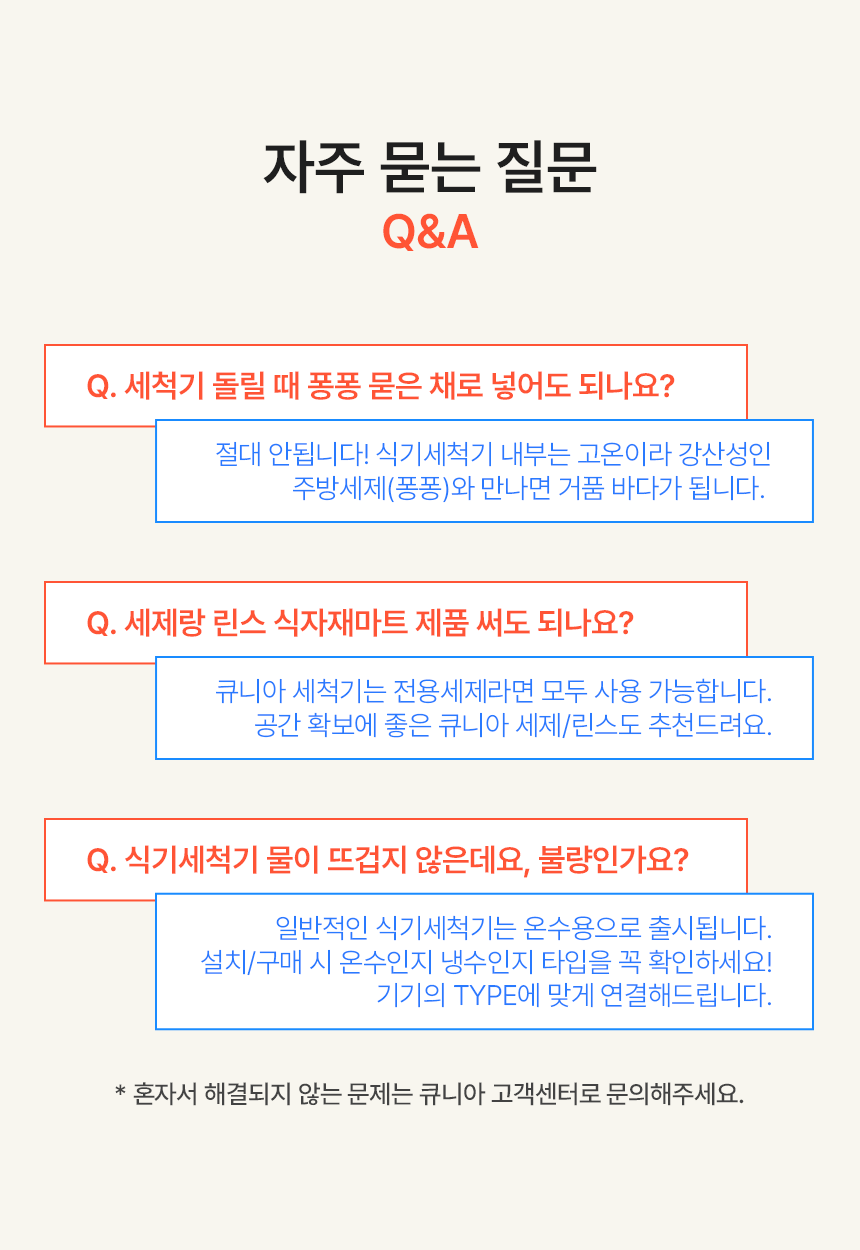 자주 묻는 질문
Q&A
Q. 세척기 돌릴 때 퐁퐁 묻은 채로 넣어도 되나요?
절대 안됩니다! 식기세척기 내부는 고온이라 강산성인
주방세제(퐁퐁)와 만나면 거품 바다가 됩니다.
Q. 세제랑 린스 식자재마트 제품 써도 되나요?
큐니아 세척기는 전용세제라면 모두 사용 가능합니다.
공간 확보에 좋은 큐니아 세제/린스도 추천드려요.
Q. 식기세척기 물이 뜨겁지 않은데요, 불량인가요?
일반적인 식기세척기는 온수용으로 출시됩니다.
설치/구매 시 온수인지 냉수인지 타입을 꼭 확인하세요!
기기의 TYPE에 맞게 연결해드립니다.
* 혼자서 해결되지 않는 문제는 큐니아 고객센터로 문의해주세요.